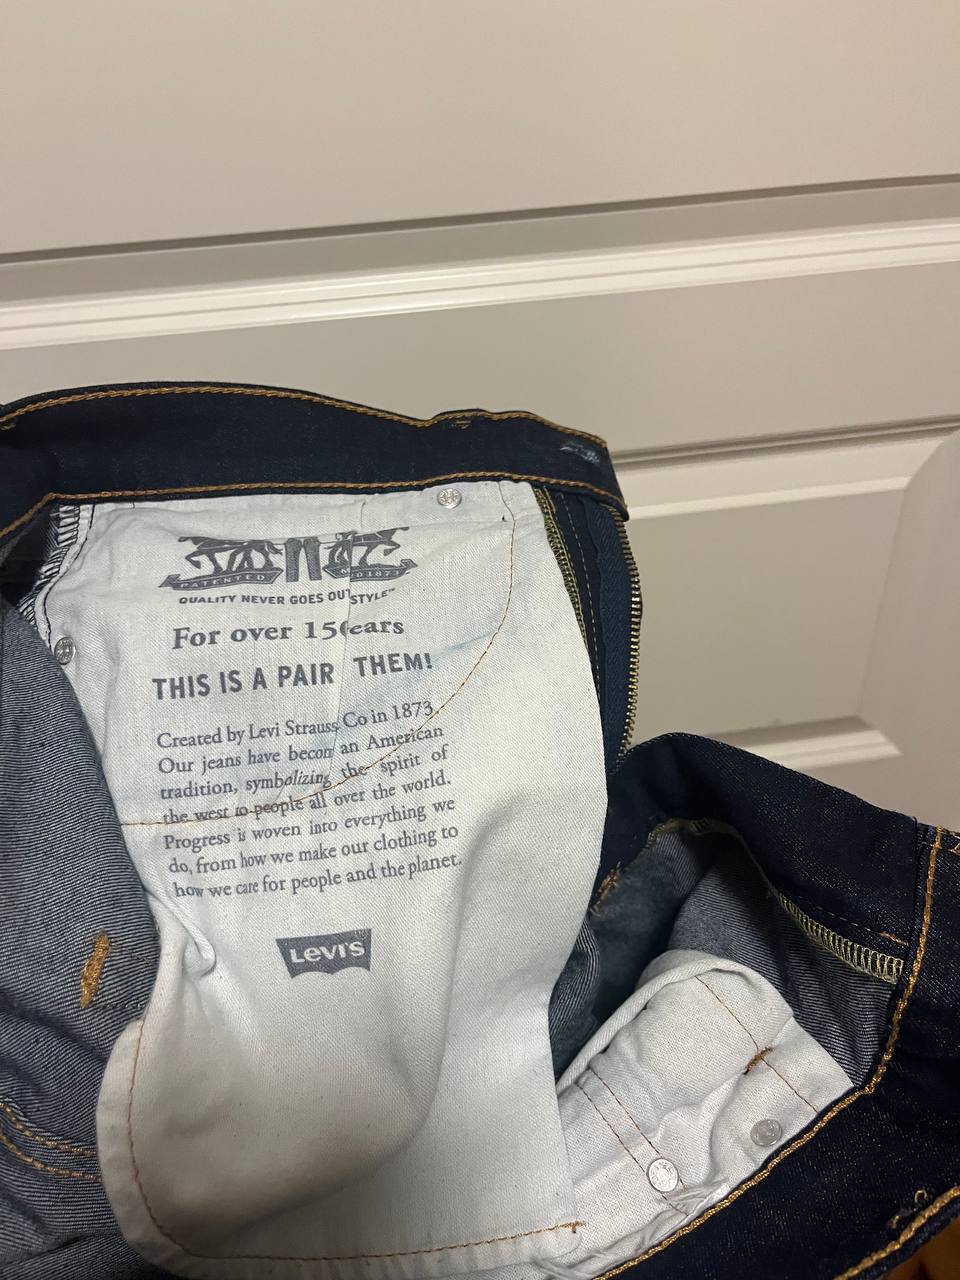 PATENTED
QUALITY NEVER GOES OUT STYLE™
For over 150 ears
THIS IS A PAIR THEM!
Created by Levi Strauss Co in 1873
Our jeans have becom an American
tradition, symbolizing the spirit of
the west to people all over the world.
Progress is woven into everything we
do, from how we make our clothing to
how we care for people and the planet.
LEVI'S